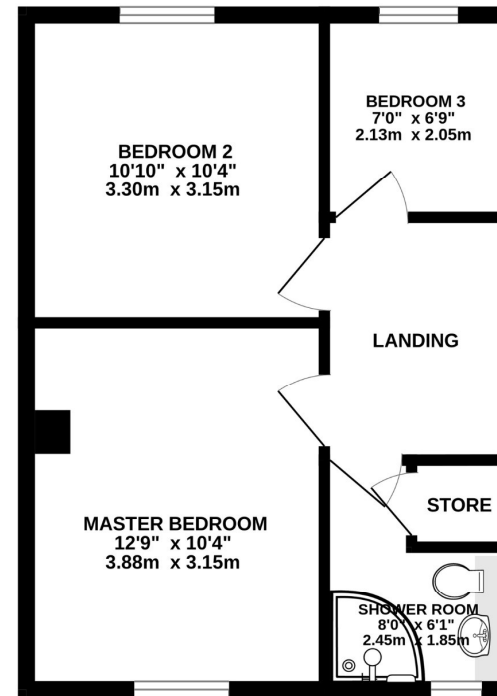 BEDROOM 2
10'10" x 10'4"
3.30m x 3.15m
BEDROOM 3
7'0" x 6'9"
2.13m x 2.05m
LANDING
MASTER BEDROOM
12'9" x 10'4"
3.88m x 3.15m
STORE
SHOWER ROOM
8'0" x 6'1"
2.45m x 1.85m